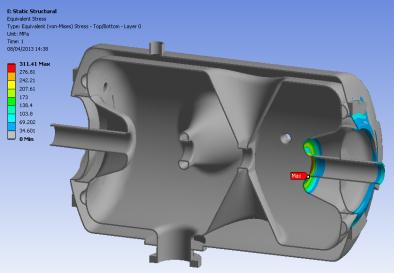 E: Static Structural
Equivalent Stress
Type: Equivalent (von-Mises) Stress - Top/Bottom - Layer 0
Unit: MPa
Time: 1
08/04/2013 14:38
311.41 Max
276.81
242.21
207.61
173
138.4
103.8
69.202
34.601
0 Min
Max